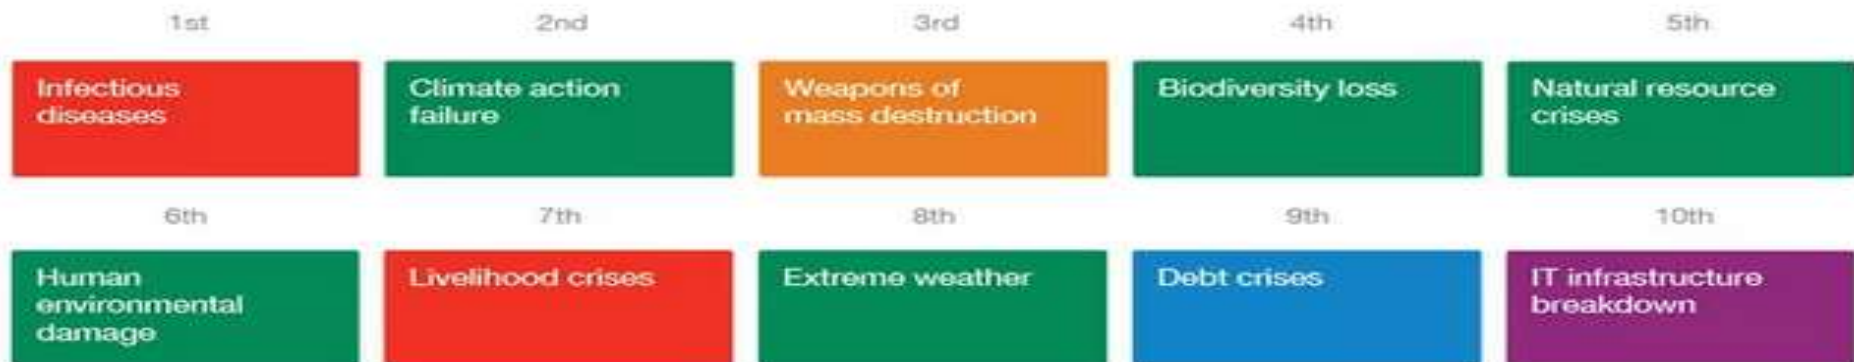 1st 2nd 3rd 4th 5th
Infectious
diseases
Climate action
failure
Weapons of
mass destruction
Biodiversity loss
Natural resource
crises
6th 7th 8th 9th 10th
Human
environmental
damage
Livelihood crises
Extreme weather
Debt crises
IT infrastructure
breakdown